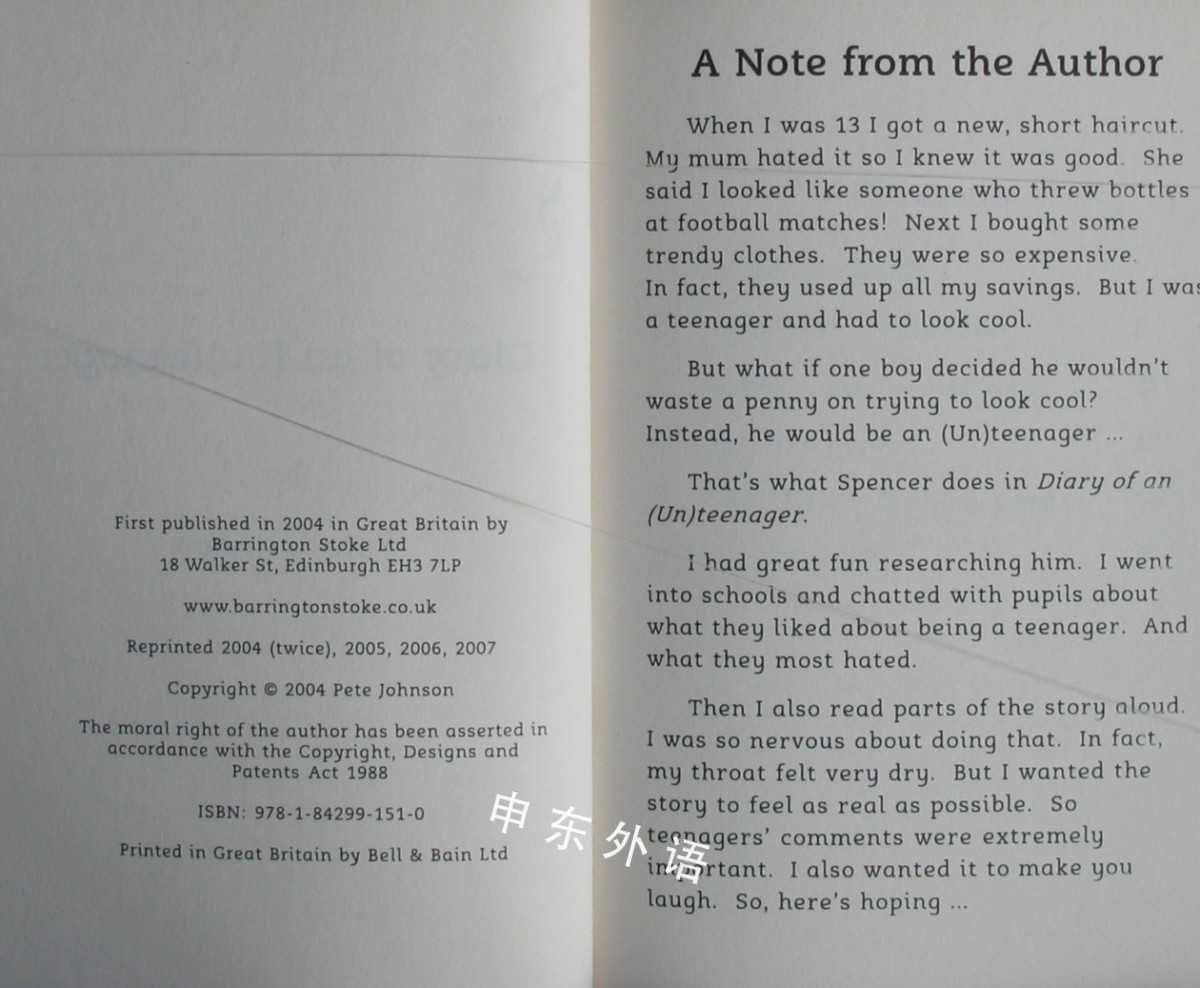 First published in 2004 in Great Britain by
Barrington Stoke Ltd
18 Walker St, Edinburgh EH3 7LP
www.barringtonstoke.co.uk
Reprinted 2004 (twice), 2005, 2006, 2007
Copyright © 2004 Pete Johnson
The moral right of the author has been asserted in
accordance with the Copyright, Designs and
Patents Act 1988
ISBN: 978-1-84299-151-0
Printed in Great Britain by Bell & Bain Ltd
A Note from the Author
When I was 13 I got a new, short haircut.
My mum hated it so I knew it was good. She
said I looked like someone who threw bottles
at football matches! Next I bought some
trendy clothes. They were so expensive.
In fact, they used up all my savings. But I was
a teenager and had to look cool.
But what if one boy decided he wouldn't
waste a penny on trying to look cool?
Instead, he would be an (Un)teenager ...
That's what Spencer does in Diary of an
(Un)teenager.
I had great fun researching him. I went
into schools and chatted with pupils about
what they liked about being a teenager. And
what they most hated.
Then I also read parts of the story aloud.
I was so nervous about doing that. In fact,
my throat felt very dry. But I wanted the
story to feel as real as possible. So
teenagers' comments were extremely
important. I also wanted it to make you
laugh. So, here's hoping ...
申东外语